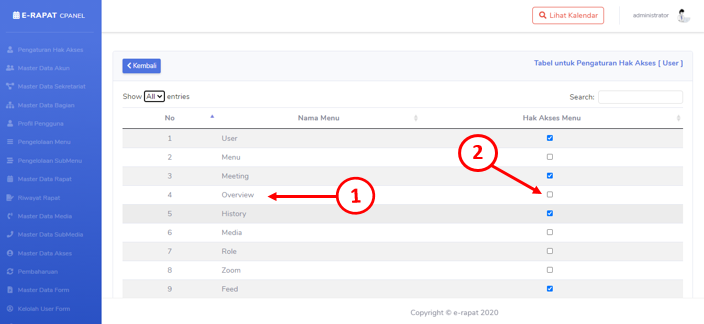 E-RAPAT CPANEL
Lihat Kalendar
administrator
Pengaturan Hak Akses
Master Data Akun
Master Data Sekretariat
Master Data Bagian
Profil Pengguna
Pengelolaan Menu
Pengelolaan SubMenu
Master Data Rapat
Riwayat Rapat
Master Data Media
Master Data SubMedia
Master Data Akses
Pembaharuan
Master Data Form
Kelolah User Form
Kembali
Tabel untuk Pengaturan Hak Akses [ User ]
Show All entries
Search:
No Nama Menu Hak Akses Menu
1 User
2 Menu
3 Meeting
4 Overview
5 History
6 Media
7 Role
8 Zoom
9 Feed
1
2
Copyright © e-rapat 2020